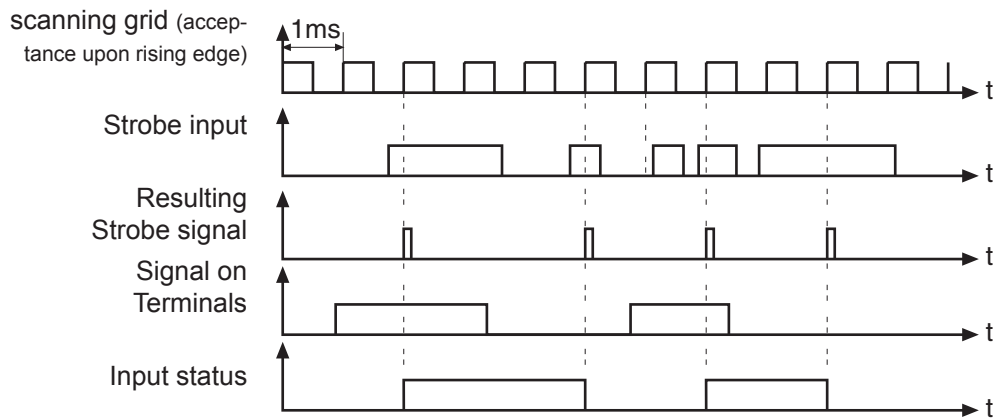 scanning grid (accep-
tance upon rising edge)
1ms
t
Strobe input
t
Resulting
Strobe signal
t
Signal on
Terminals
t
Input status
t